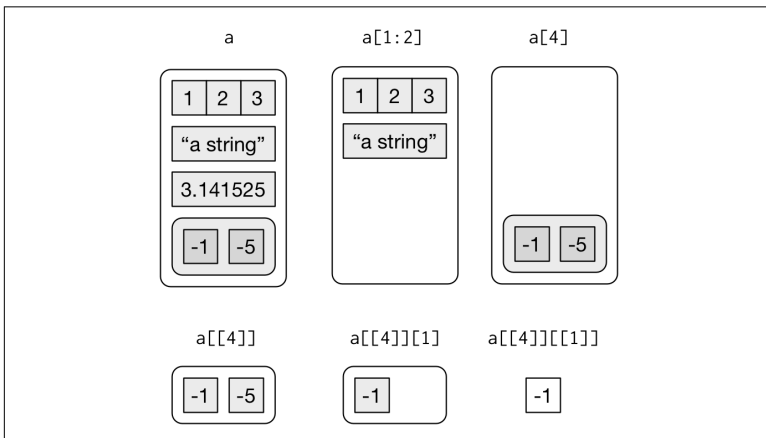 a a[1:2] a[4]
1 2 3 1 2 3
“a string” “a string”
3.141525
-1 -5 -1 -5
a[[4]] a[[4]][1] a[[4]][[1]]
-1 -5 -1 -1